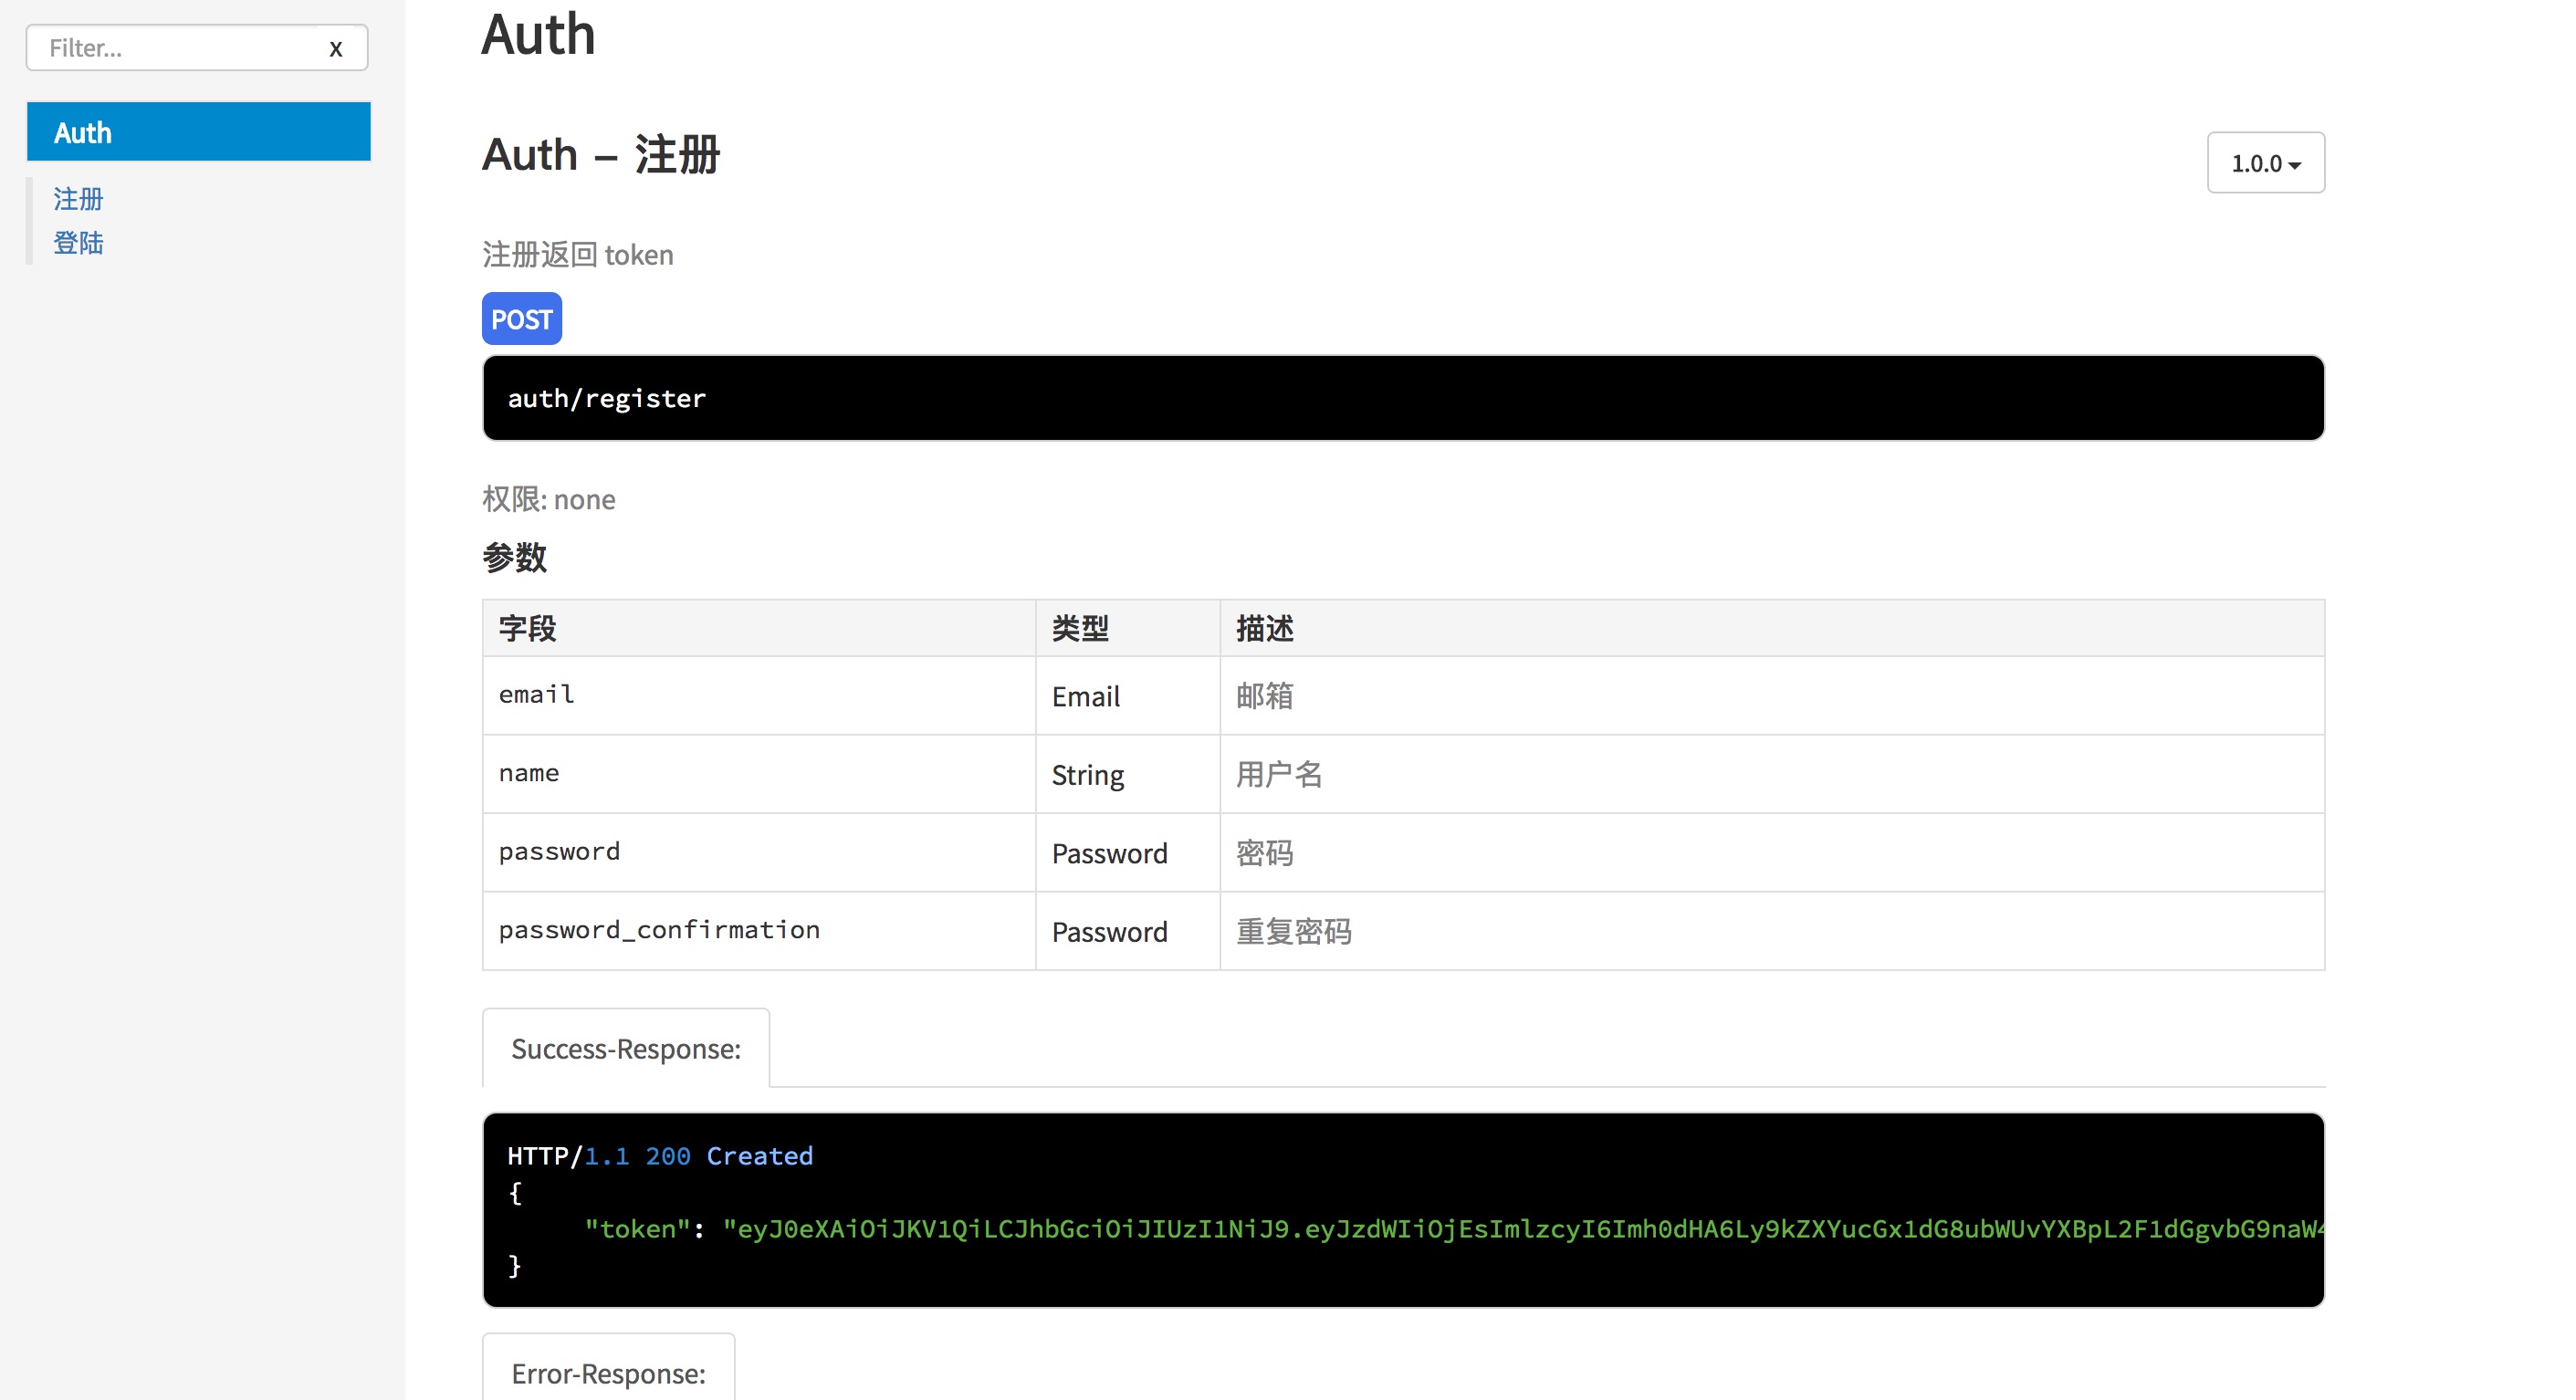 Filter...
x
Auth
注册
登陆
Auth
Auth – 注册
1.0.0
注册返回 token
POST
auth/register
权限: none
参数
字段 类型 描述
email Email 邮箱
name String 用户名
password Password 密码
password_confirmation Password 重复密码
Success-Response:
HTTP/1.1 200 Created
{
"token": "eyJ0eXAiOiJKV1QiLCJhbGciOiJIUzI1NiJ9.eyJzdWIiOjEsImlzcyI6Imh0dHA6Ly9kZXYucGx1dG8ubWUvYXBpL2F1dGgvbG9naW4
}
Error-Response: